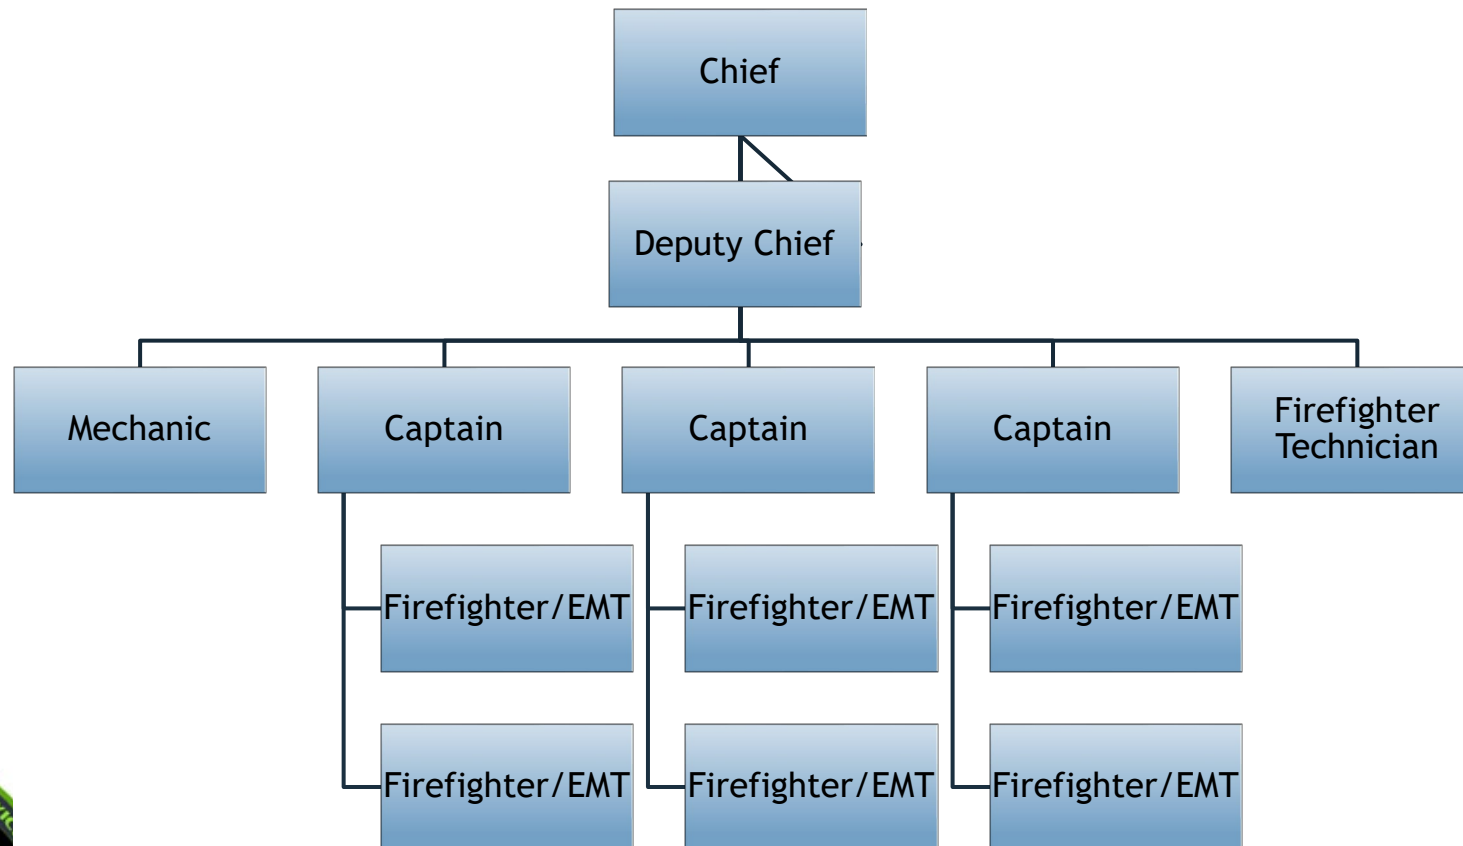 Chief
Deputy Chief
Mechanic
Captain
Captain
Captain
Firefighter
Technician
Firefighter/EMT
Firefighter/EMT
Firefighter/EMT
Firefighter/EMT
Firefighter/EMT
Firefighter/EMT